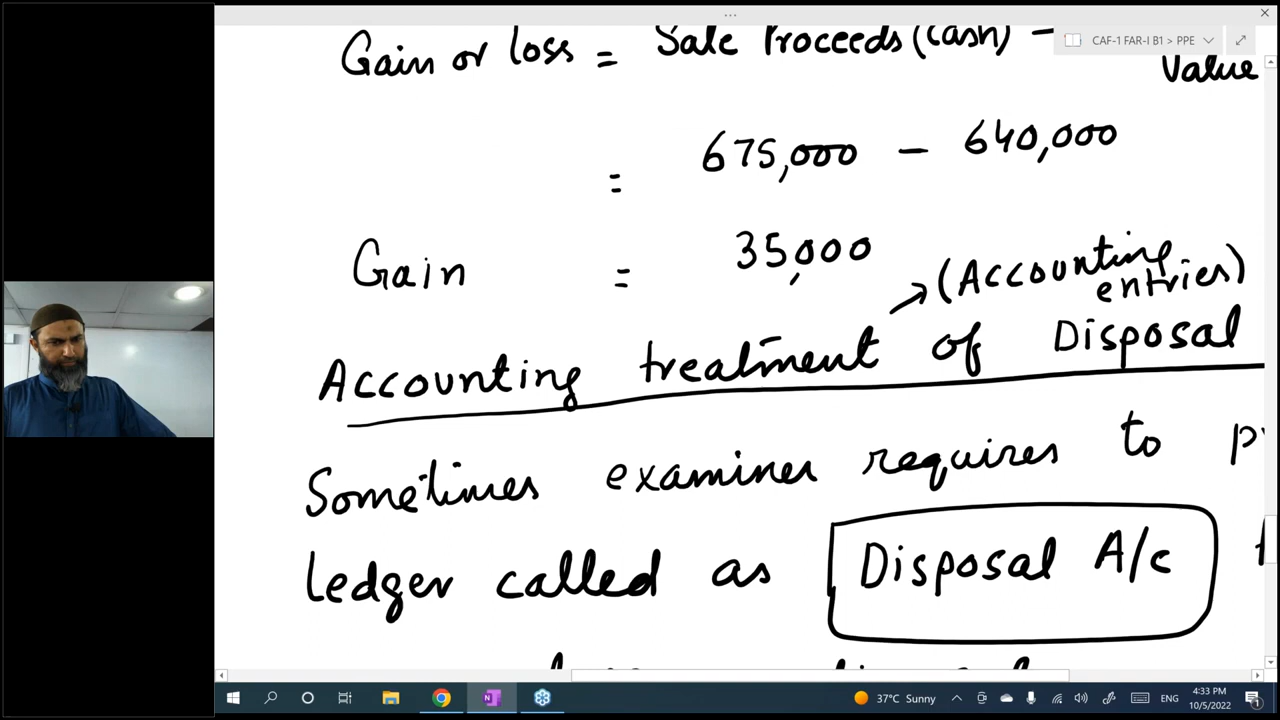 CAF-1 FAR-I B1 > PPE
Gain or loss = Sale Proceeds (Cash) -
Value
= 675,000 - 640,000
Gain = 35,000
(Accounting
entries)
Accounting treatment of Disposal
Sometimes examiner requires to
ledger called as Disposal A/c
37°C Sunny
ENG
4:33 PM
10/5/2022
1